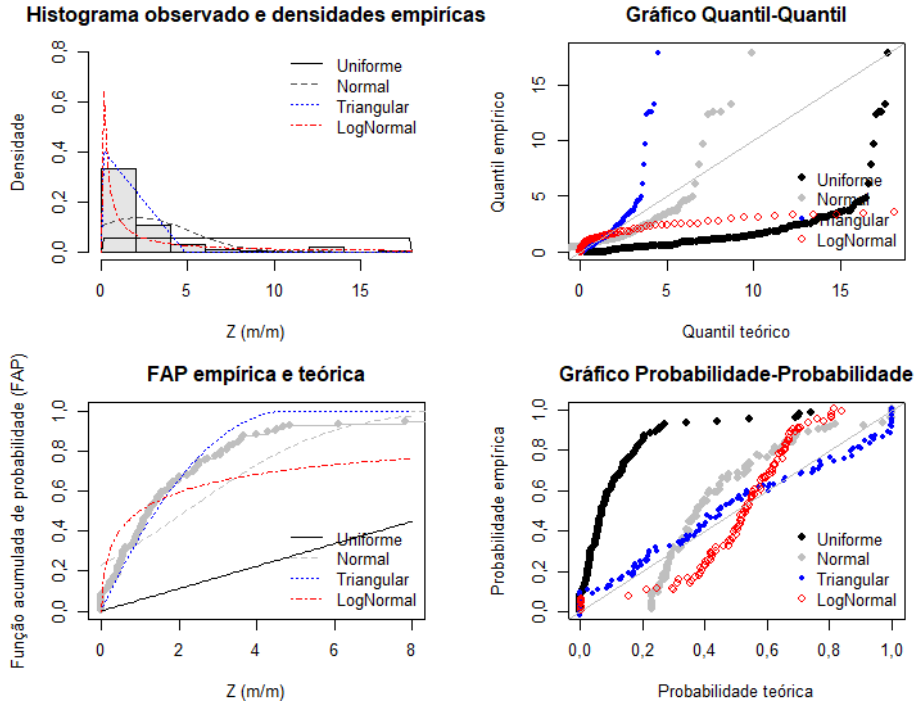 Histograma observado e densidades empirícas
Densidade
0,0
0,2
0,4
0,6
0,8
0
5
10
15
Z (m/m)
Uniforme
Normal
Triangular
LogNormal
Gráfico Quantil-Quantil
Quantil empírico
0
5
15
0
5
10
15
Quantil teórico
Uniforme
Normal
Triangular
LogNormal
FAP empírica e teórica
Função acumulada de probabilidade (FAP)
0,0
0,2
0,4
0,6
0,8
1,0
0
2
4
6
8
Z (m/m)
Uniforme
Normal
Triangular
LogNormal
Gráfico Probabilidade-Probabilidade
Probabilidade empírica
0,0
0,2
0,4
0,6
0,8
1,0
0,0
0,2
0,4
0,6
0,8
1,0
Probabilidade teórica
Uniforme
Normal
Triangular
LogNormal